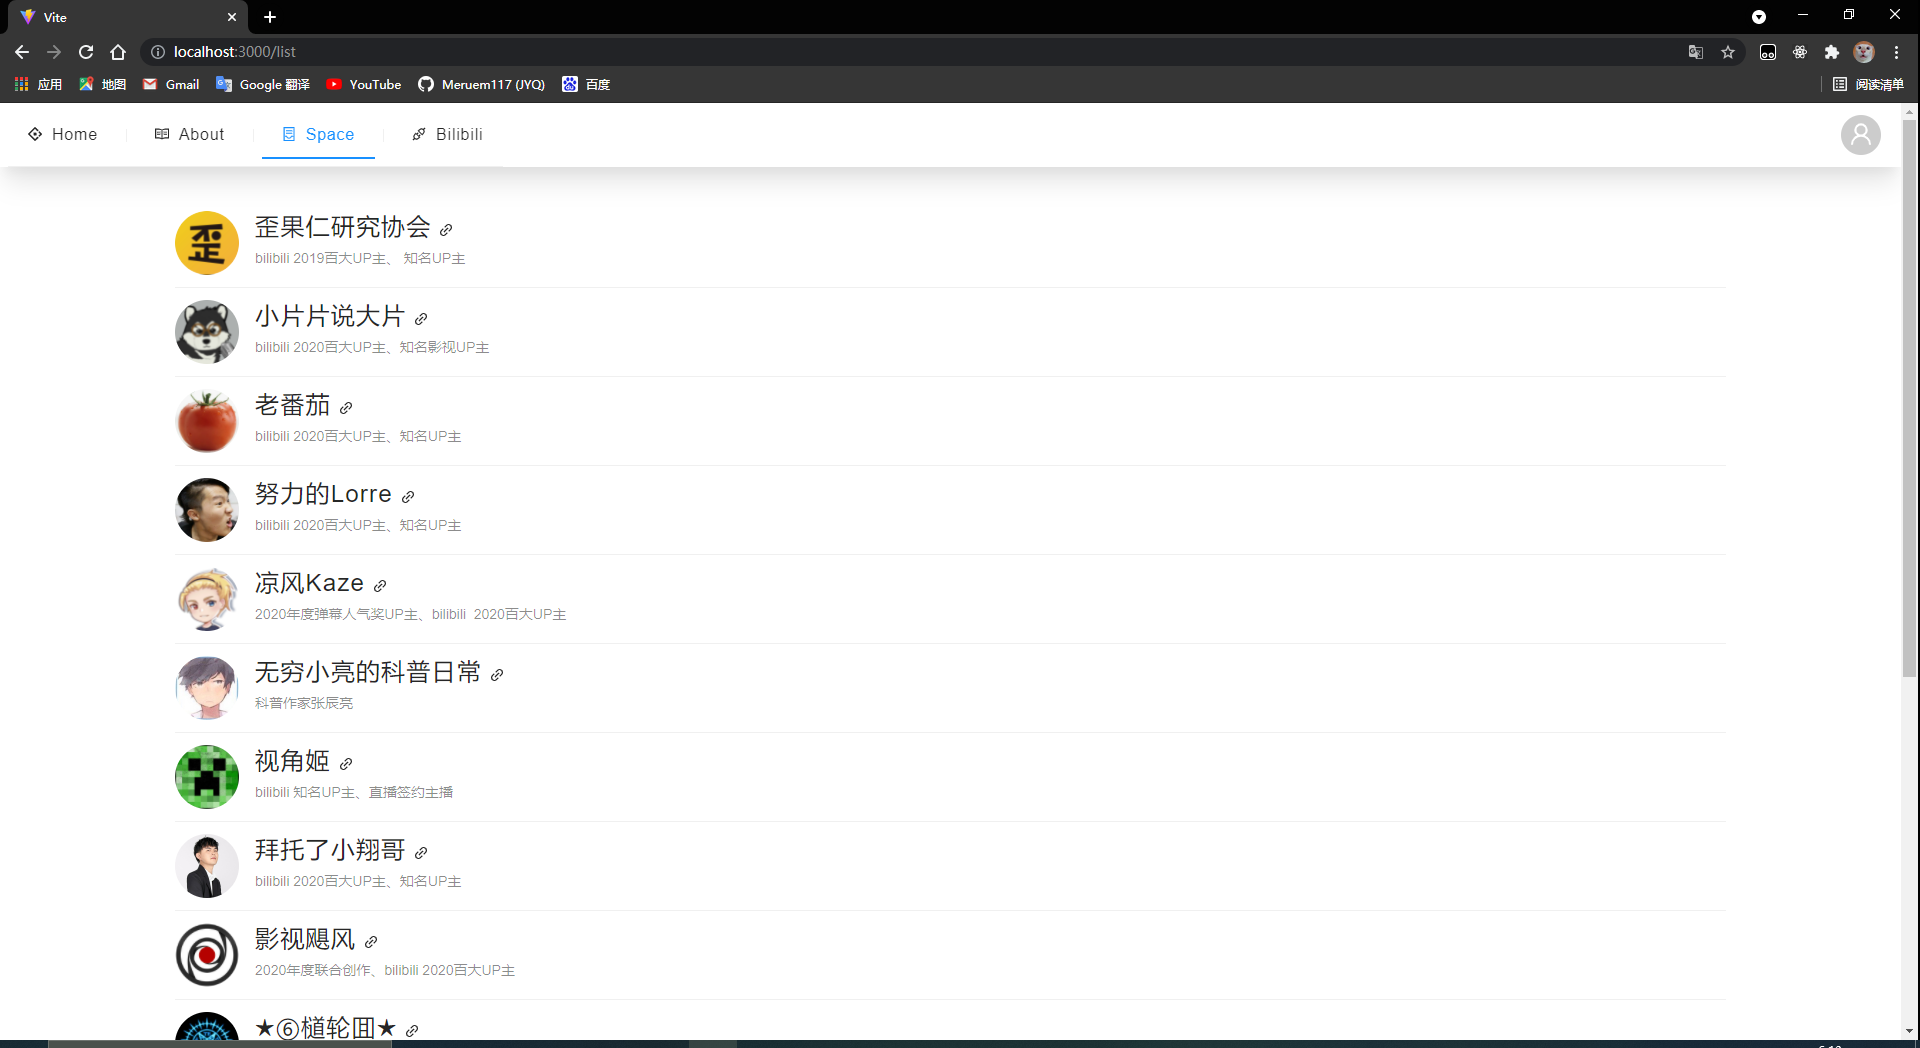 Vite
localhost:3000/list
应用 地图 Gmail Google 翻译 YouTube Meruem117 (JYQ) 百度 阅读清单
Home About Space Bilibili
歪
歪果仁研究协会
bilibili 2019百大UP主、 知名UP主
小片片说大片
bilibili 2020百大UP主、知名影视UP主
老番茄
bilibili 2020百大UP主、知名UP主
努力的Lorre
bilibili 2020百大UP主、知名UP主
凉风Kaze
2020年度弹幕人气奖UP主、bilibili 2020百大UP主
无穷小亮的科普日常
科普作家张辰亮
视角姬
bilibili 知名UP主、直播签约主播
拜托了小翔哥
bilibili 2020百大UP主、知名UP主
影视飓风
2020年度联合创作、bilibili 2020百大UP主